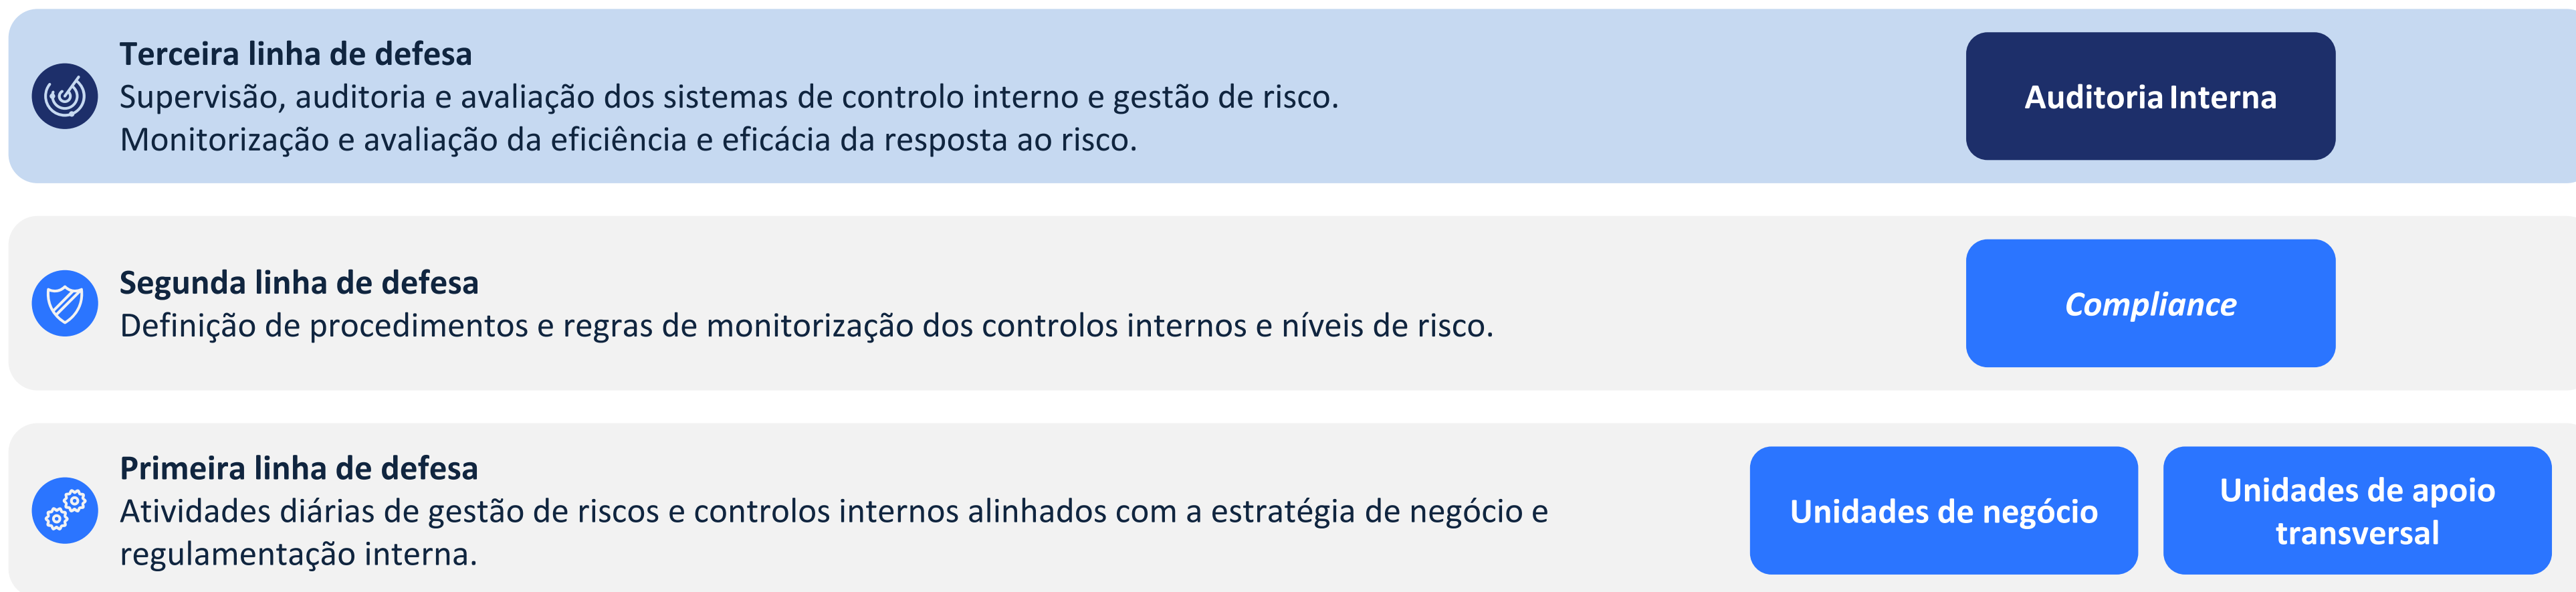 Terceira linha de defesa
Supervisão, auditoria e avaliação dos sistemas de controlo interno e gestão de risco.
Monitorização e avaliação da eficiência e eficácia da resposta ao risco.
Auditoria Interna
Segunda linha de defesa
Definição de procedimentos e regras de monitorização dos controlos internos e níveis de risco.
Compliance
Primeira linha de defesa
Atividades diárias de gestão de riscos e controlos internos alinhados com a estratégia de negócio e
regulamentação interna.
Unidades de negócio
Unidades de apoio
transversal